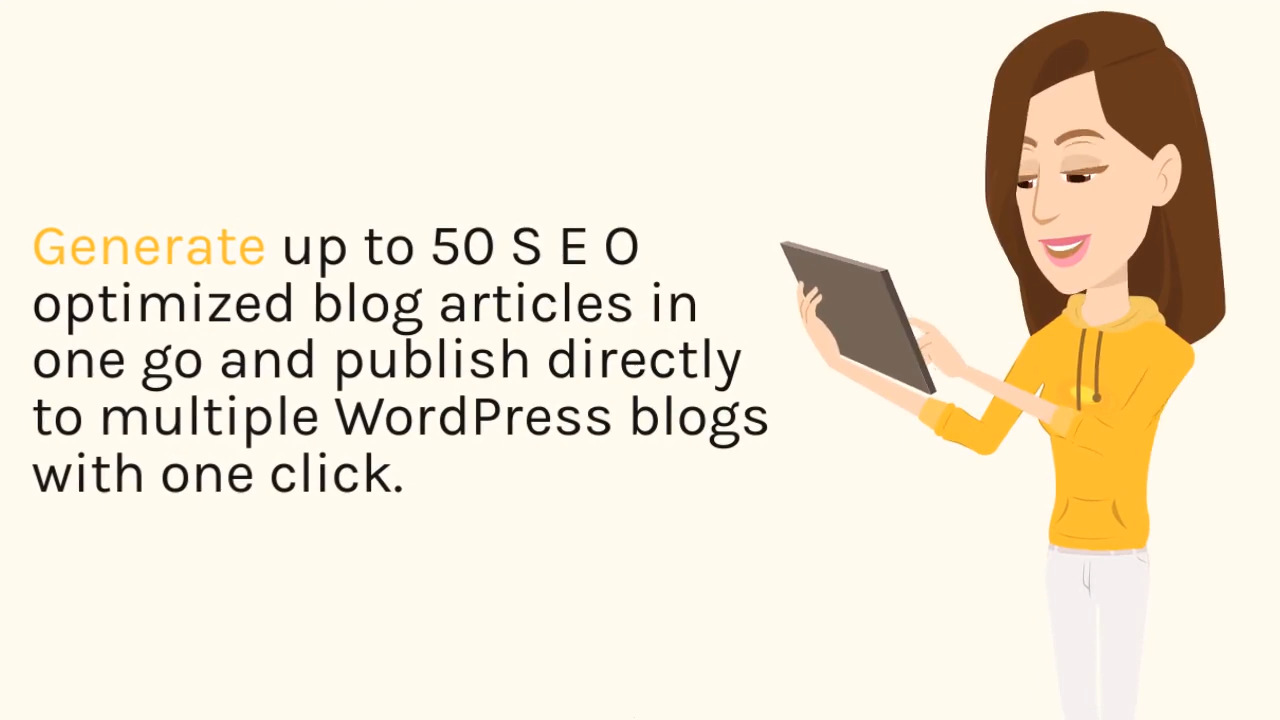 Generate up to 50 S E O
optimized blog articles in
one go and publish directly
to multiple WordPress blogs
with one click.